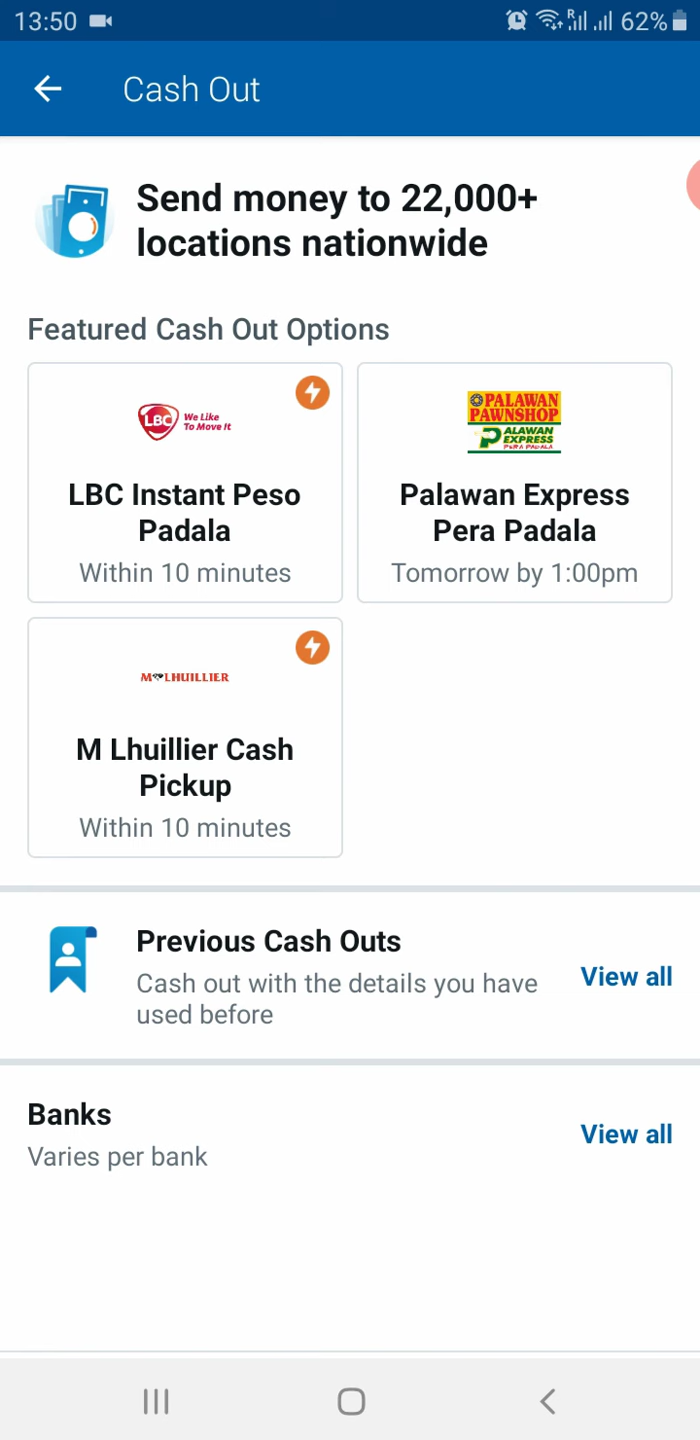 13:50
R
62%
Cash Out
Send money to 22,000+
locations nationwide
Featured Cash Out Options
LBC
We Like
To Move It
LBC Instant Peso
Padala
Within 10 minutes
PALAWAN
PAWNSHOP
PALAWAN
EXPRESS
PERA PADALA
Palawan Express
Pera Padala
Tomorrow by 1:00pm
M LHUILLIER
M Lhuillier Cash
Pickup
Within 10 minutes
Previous Cash Outs
Cash out with the details you have
used before
View all
Banks
Varies per bank
View all